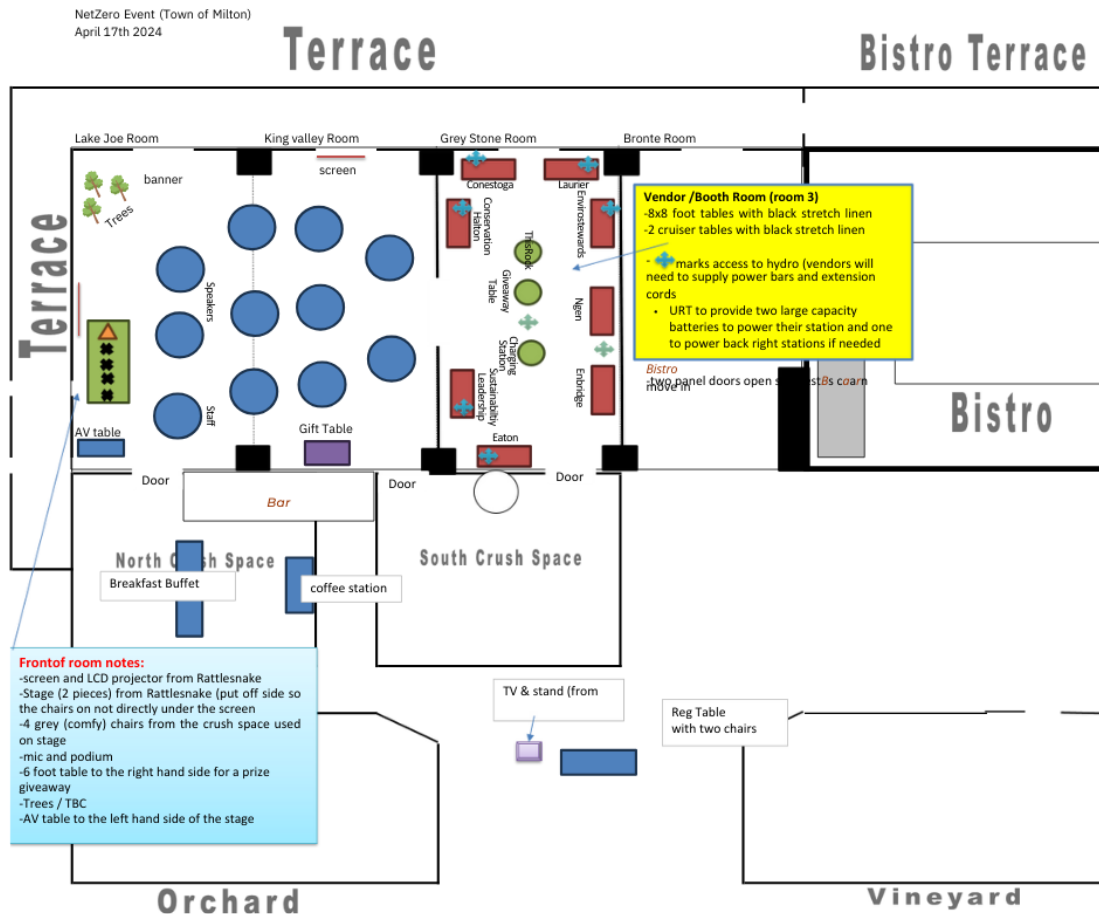 NetZero Event (Town of Milton)
April 17th 2024
Terrace
Bistro Terrace
Lake Joe Room
King valley Room
Grey Stone Room
Bronte Room
banner
screen
Trees
Conestoga
Laurier
Conservation
Halton
Envirostewards
ThisRock
Giveaway
Table
Charging
Station
Ngen
Enbridge
Sustainabiltiy
Leadership
Eaton
Terrace
Speakers
Staff
AV table
Gift Table
Vendor /Booth Room (room 3)
-8x8 foot tables with black stretch linen
-2 cruiser tables with black stretch linen
- marks access to hydro (vendors will
need to supply power bars and extension
cords
• URT to provide two large capacity
batteries to power their station and one
to power back right stations if needed
Bistro
-two panel doors open
move in
Bistro
Door
Door
Door
Bar
North Crush Space
South Crush Space
Breakfast Buffet
coffee station
Frontof room notes:
-screen and LCD projector from Rattlesnake
-Stage (2 pieces) from Rattlesnake (put off side so
the chairs on not directly under the screen
-4 grey (comfy) chairs from the crush space used
on stage
-mic and podium
-6 foot table to the right hand side for a prize
giveaway
-Trees / TBC
-AV table to the left hand side of the stage
TV & stand (from
Reg Table
with two chairs
Orchard
Vineyard